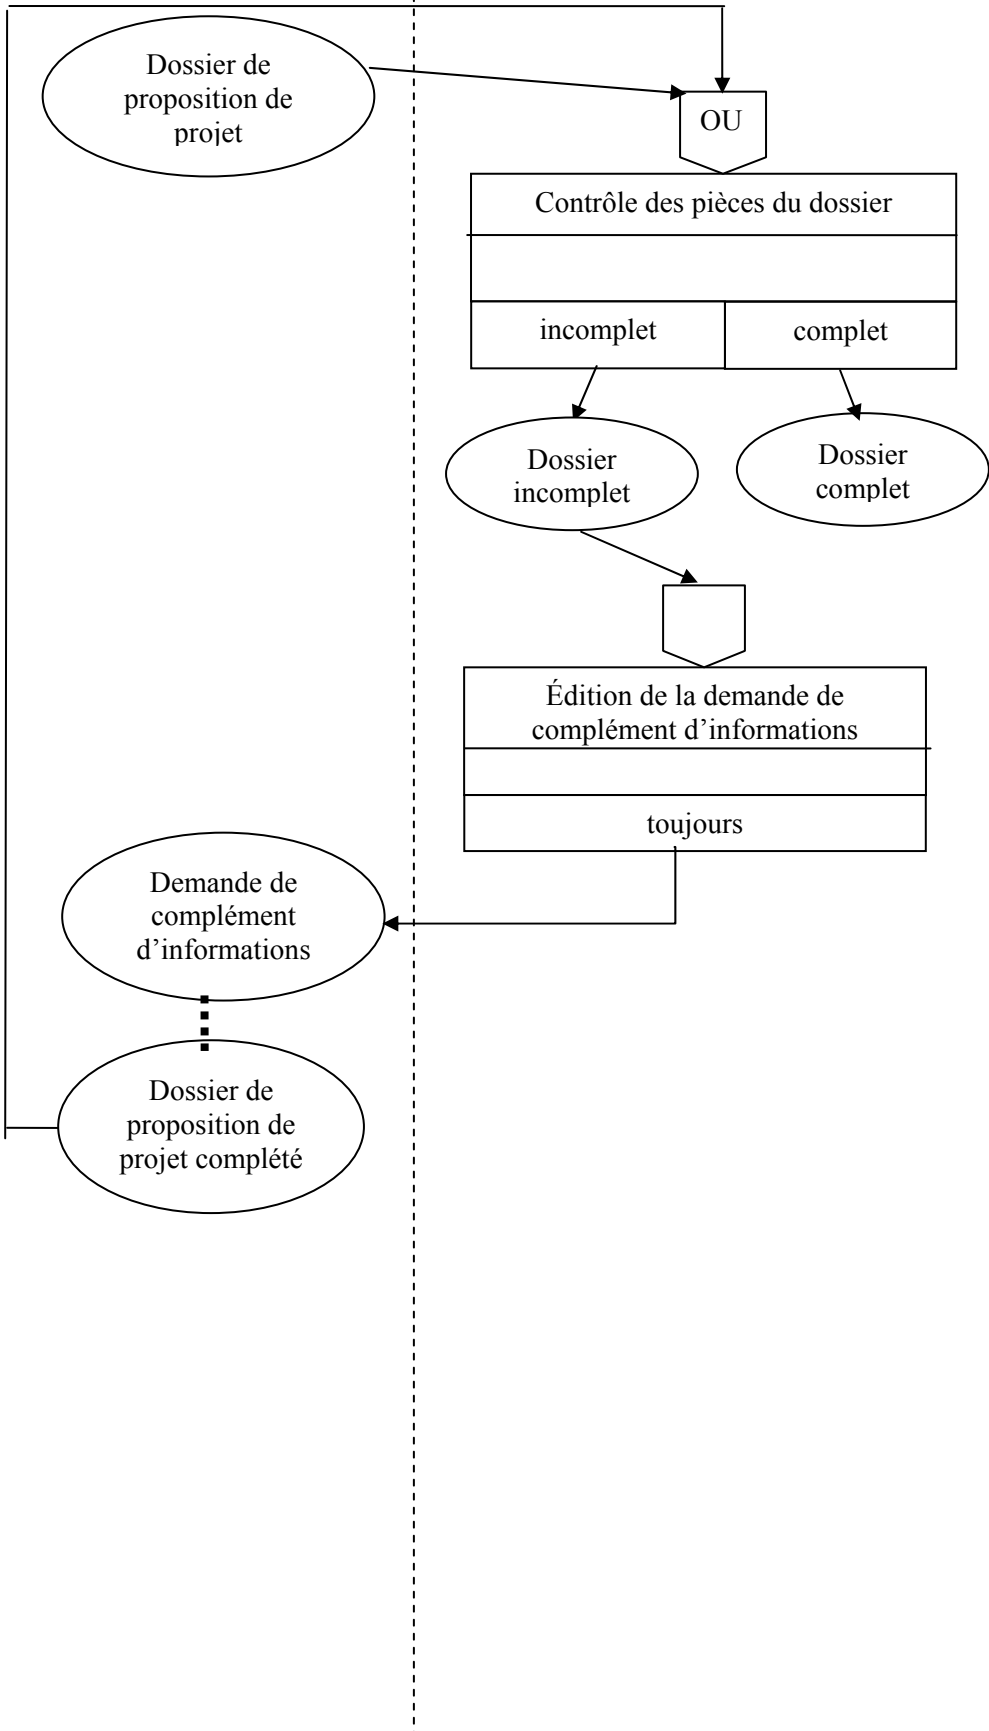 Dossier de
proposition de
projet
OU
Contrôle des pièces du dossier
incomplet
complet
Dossier
incomplet
Dossier
complet
Édition de la demande de
complément d’informations
toujours
Demande de
complément
d’informations
Dossier de
proposition de
projet complété